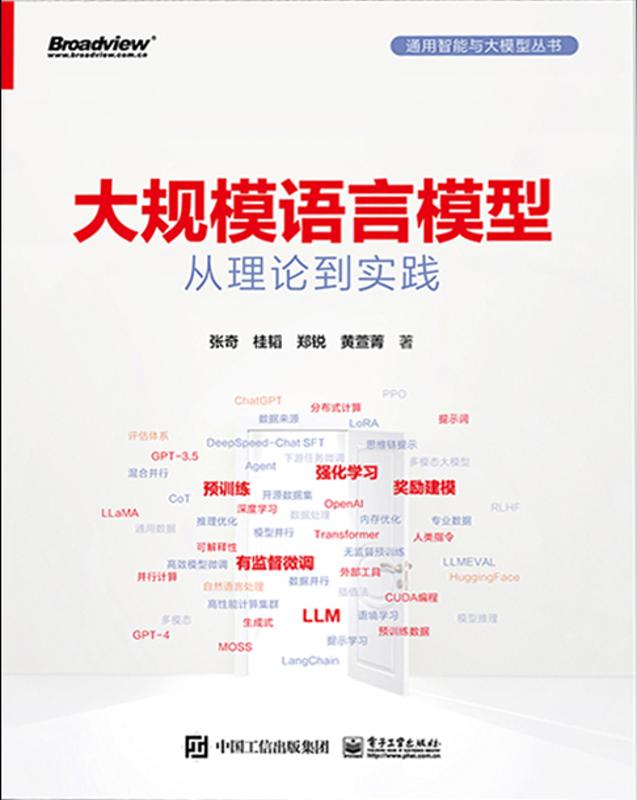 Broadview®
www.broadview.com.cn
通用智能与大模型丛书
大规模语言模型
从理论到实践
张奇 桂韬 郑锐 黄萱菁 著
PPO
ChatGPT
分布式计算
数据来源
LoRA
提示词
评估体系
DeepSpeed-Chat SFT
思维链提示
GPT-3.5
下游任务微调
多模态大模型
混合并行
Agent
强化学习
预训练
奖励建模
CoT
开源数据集
OpenAI
RLHF
LLaMA
深度学习
数据处理
内存优化
专业数据
通用数据
推理优化
模型并行
Transformer
人类指令
可解释性
无监督预训练
高效模型微调
有监督微调
外部工具
LLMEVAL
并行计算
数据并行
HuggingFace
自然语言处理
插值法
CUDA编程
高性能计算集群
LLM
语境学习
多模态
生成式
模型推理
GPT-4
预训练数据
MOSS
提示学习
LangChain
中国工信出版集团
电子工业出版社